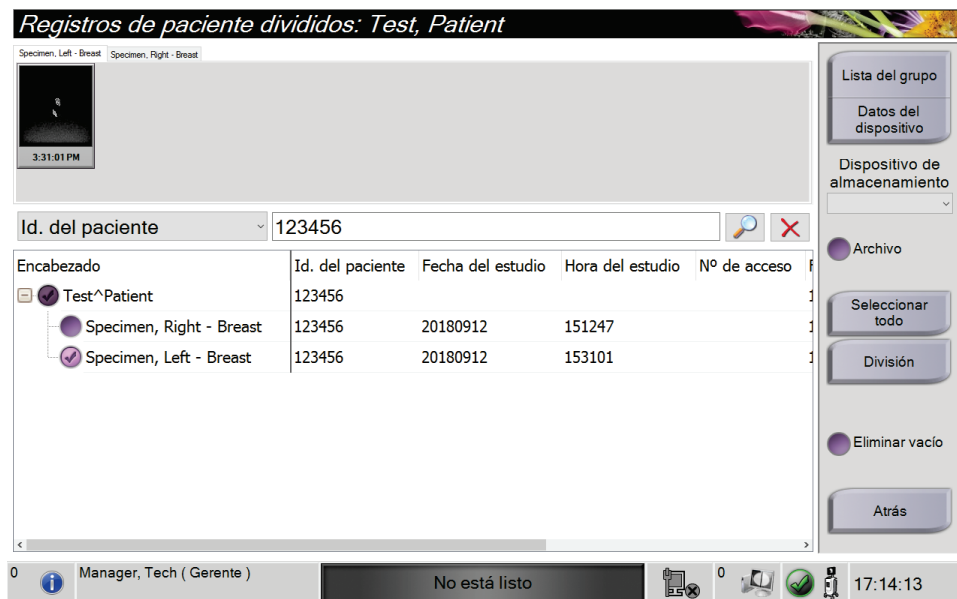 Registros de paciente divididos: Test, Patient
Specimen, Left - Breast Specimen, Right - Breast
3:31:01 PM
Id. del paciente 123456
Encabezado Id. del paciente Fecha del estudio Hora del estudio Nº de acceso
Test^Patient 123456
Specimen, Right - Breast 123456 20180912 151247
Specimen, Left - Breast 123456 20180912 153101
Lista del grupo
Datos del
dispositivo
Dispositivo de
almacenamiento
Archivo
Seleccionar
todo
División
Eliminar vacío
Atrás
0 Manager, Tech ( Gerente ) No está listo 0 17:14:13